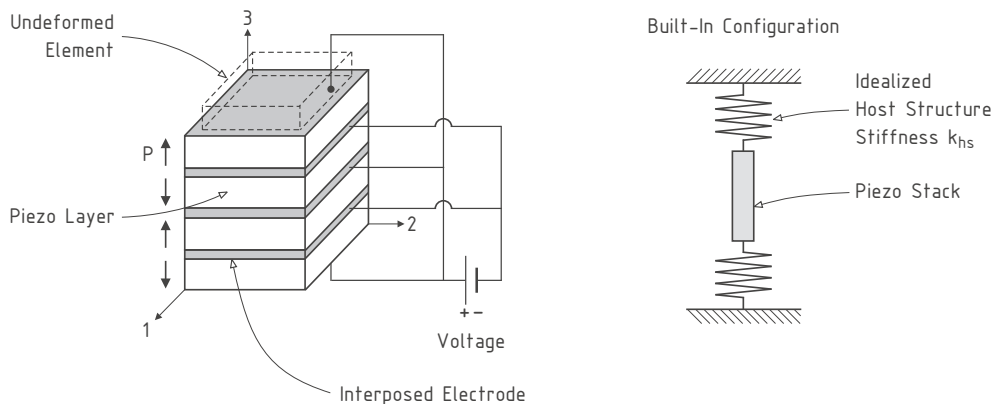 Undeformed
Element
3
P
Piezo Layer
2
1
+ -
Voltage
Interposed Electrode
Built-In Configuration
Idealized
Host Structure
Stiffness khs
Piezo Stack